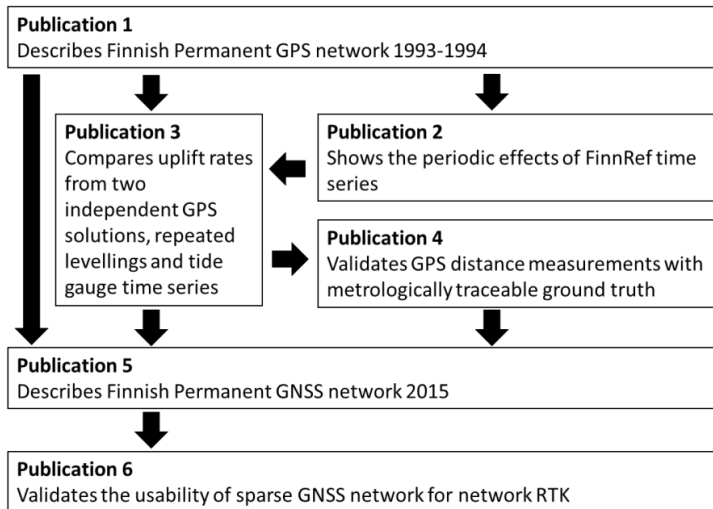 Publication 1
Describes Finnish Permanent GPS network 1993-1994
Publication 3
Compares uplift rates
from two
independent GPS
solutions, repeated
levellings and tide
gauge time series
Publication 2
Shows the periodic effects of FinnRef time
series
Publication 4
Validates GPS distance measurements with
metrologically traceable ground truth
Publication 5
Describes Finnish Permanent GNSS network 2015
Publication 6
Validates the usability of sparse GNSS network for network RTK